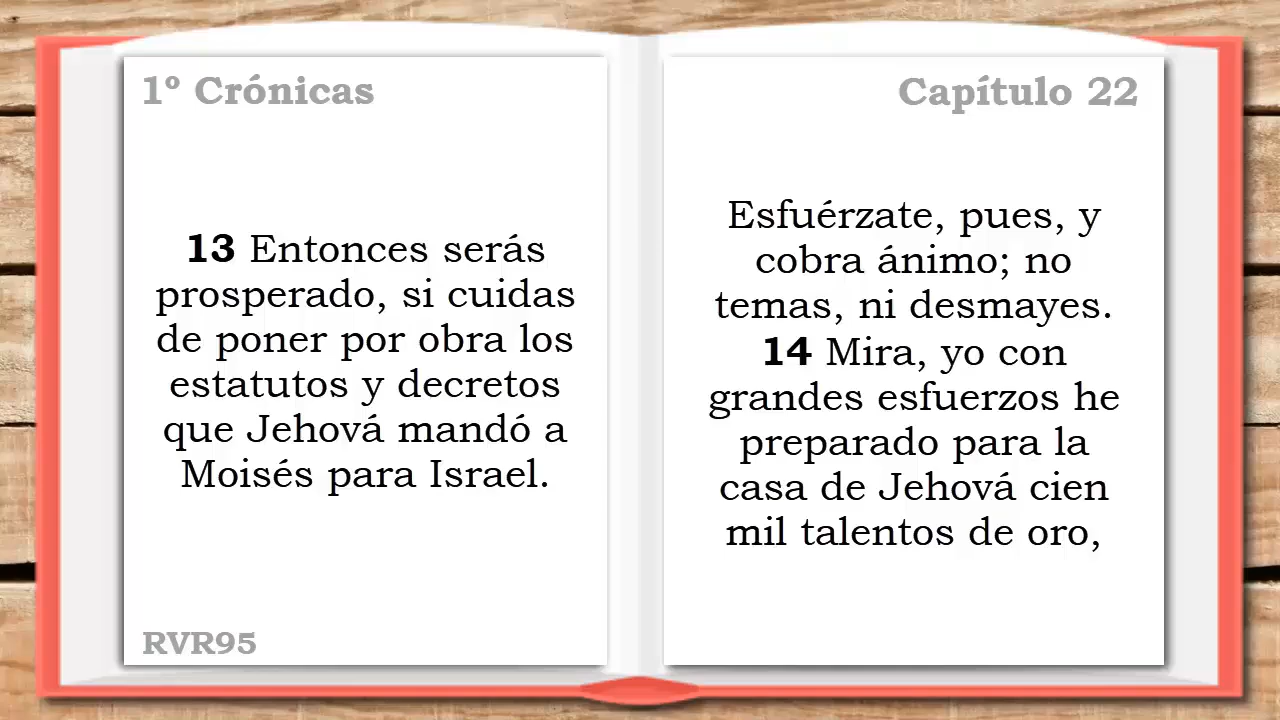 1º Crónicas
13 Entonces serás
prosperado, si cuidas
de poner por obra los
estatutos y decretos
que Jehová mandó a
Moisés para Israel.
RVR95
Capítulo 22
Esfuérzate, pues, y
cobra ánimo; no
temas, ni desmayes.
14 Mira, yo con
grandes esfuerzos he
preparado para la
casa de Jehová cien
mil talentos de oro,